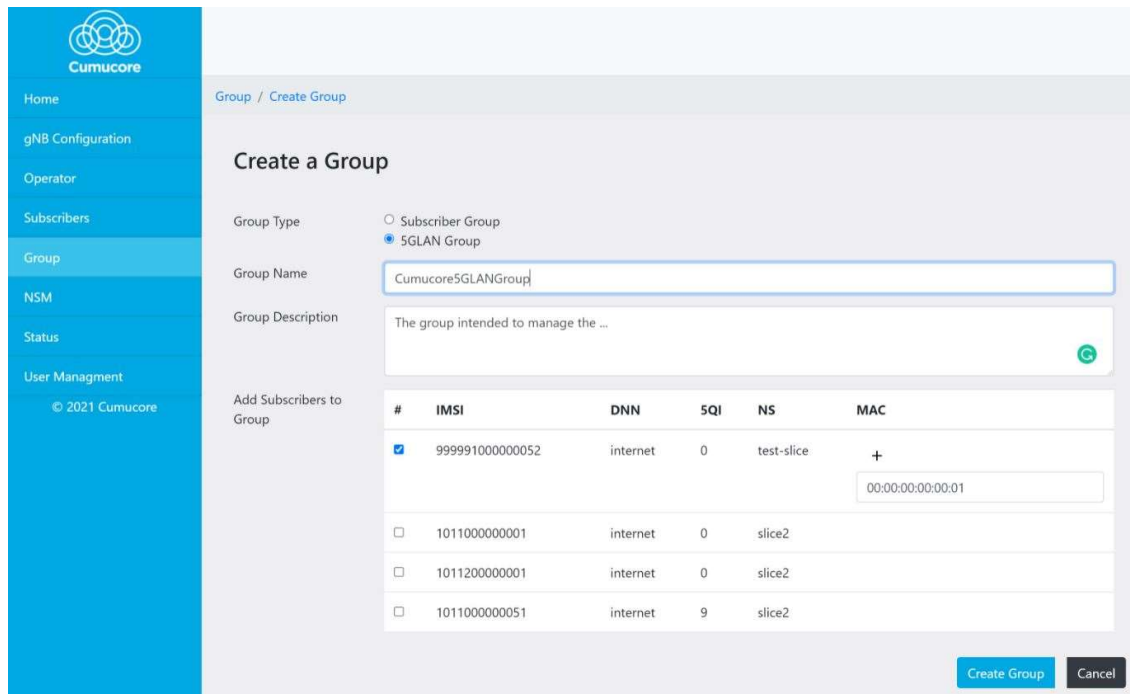 Cumucore
Home
gNB Configuration
Operator
Subscribers
Group
NSM
Status
User Managment
© 2021 Cumucore
Group / Create Group
Create a Group
Group Type
Subscriber Group
5GLAN Group
Group Name
Cumucore5GLANGroup
Group Description
The group intended to manage the ...
Add Subscribers to
Group
# IMSI DNN 5QI NS MAC
999991000000052 internet 0 test-slice +
00:00:00:00:00:01
1011000000001 internet 0 slice2
1011200000001 internet 0 slice2
1011000000051 internet 9 slice2
Create Group Cancel